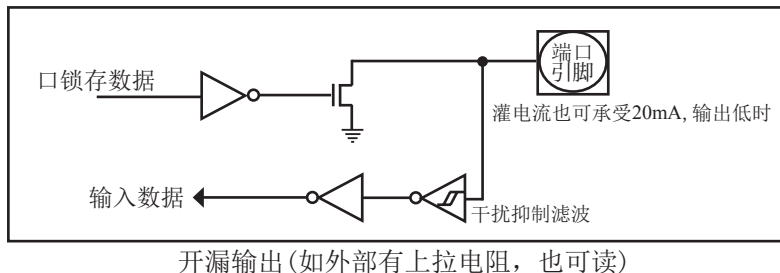 端口
引脚
口锁存数据
灌电流也可承受20mA, 输出低时
输入数据
干扰抑制滤波
开漏输出(如外部有上拉电阻，也可读)